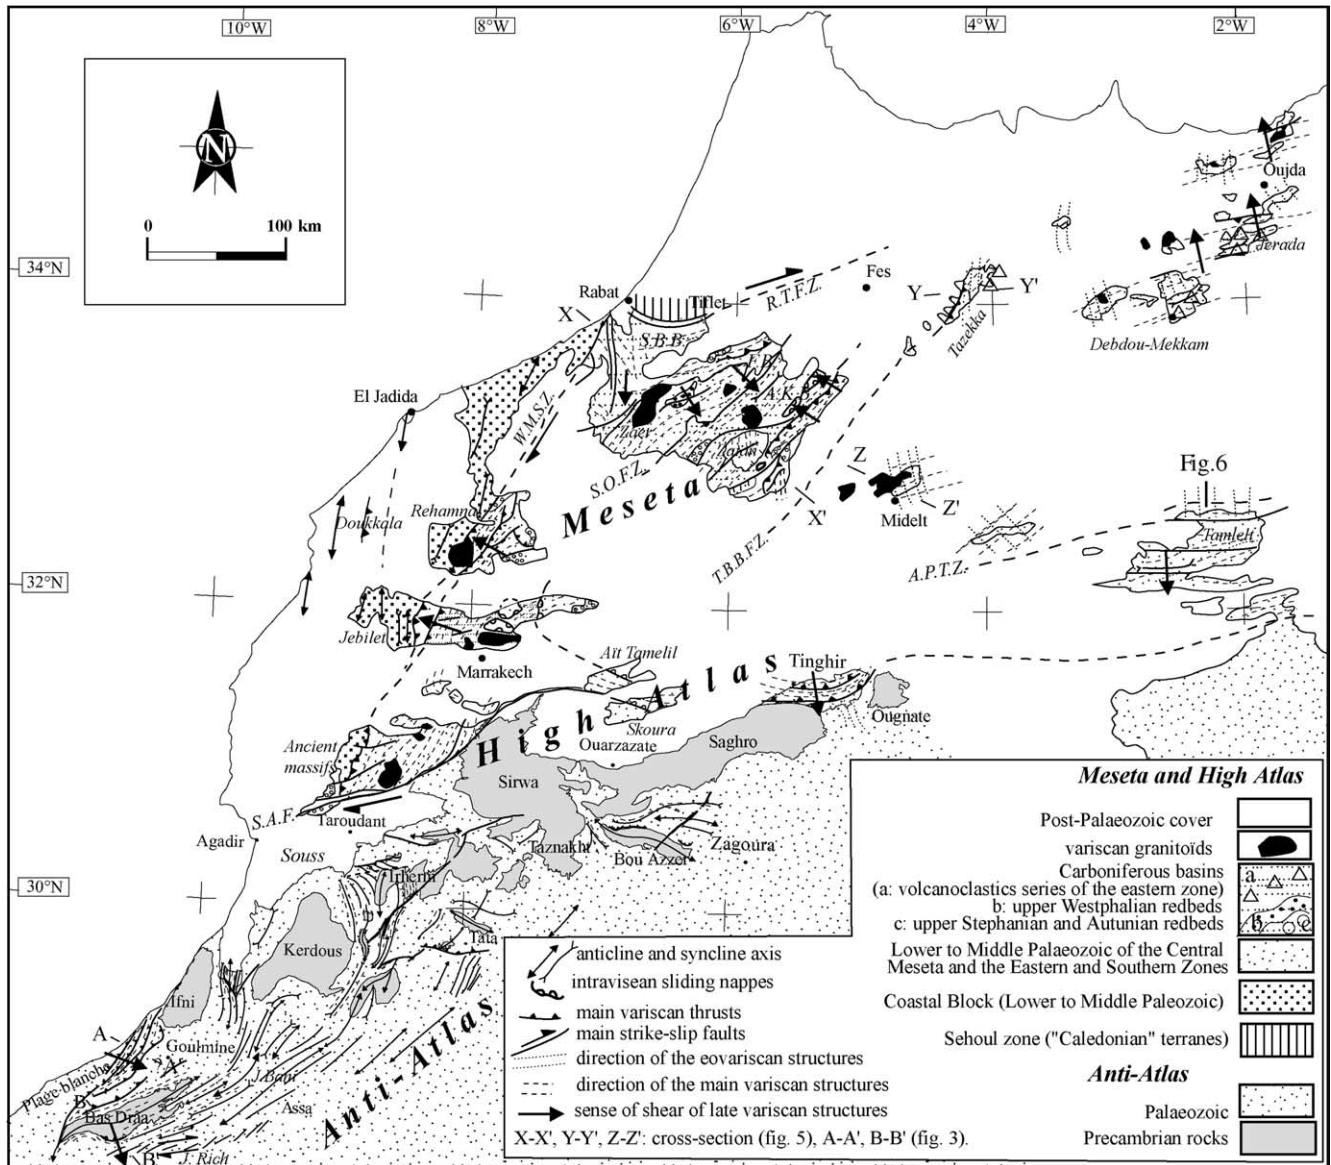 10°W
8°W
6°W
4°W
2°W
N
0 100 km
34°N
32°N
30°N
Oujda
Jerada
Debdou-Mekkam
Fes
Y
Y'
Tazekka
Rabat
Tiflet
R.T.F.Z.
X
S.B.B.
F.B.
A.K.B.
El Jadida
W.M.S.Z.
Zaer
S.O.F.Z.
Meseta
Z
Z'
X'
Midelt
Fig.6
Tamlelt
A.P.T.Z.
T.B.B.F.Z.
Rehamna
Doukkala
Jebilet
Marrakech
Aït Tamelil
Tinghir
High Atlas
Skoura
Ougnate
Ouarzazate
Saghro
Ancient
massifs
Sirwa
S.A.F.
Taroudant
Agadir
Souss
Taznakht
Bou Azzer
Zagoura
Irherm
Kerdous
Tata
Ifni
A
A'
Goulmine
Plage-blanche
J.Bani
B
Bas Drâa
Assa
Anti-Atlas
B'
J. Rich
anticline and syncline axis
intravisean sliding nappes
main variscan thrusts
main strike-slip faults
direction of the eovariscan structures
direction of the main variscan structures
sense of shear of late variscan structures
X-X', Y-Y', Z-Z': cross-section (fig. 5), A-A', B-B' (fig. 3).
Meseta and High Atlas
Post-Palaeozoic cover
variscan granitoïds
Carboniferous basins
(a: volcanoclastics series of the eastern zone)
b: upper Westphalian redbeds
c: upper Stephanian and Autunian redbeds
a
b
c
Lower to Middle Palaeozoic of the Central
Meseta and the Eastern and Southern Zones
Coastal Block (Lower to Middle Paleozoic)
Sehoul zone ("Caledonian" terranes)
Anti-Atlas
Palaeozoic
Precambrian rocks